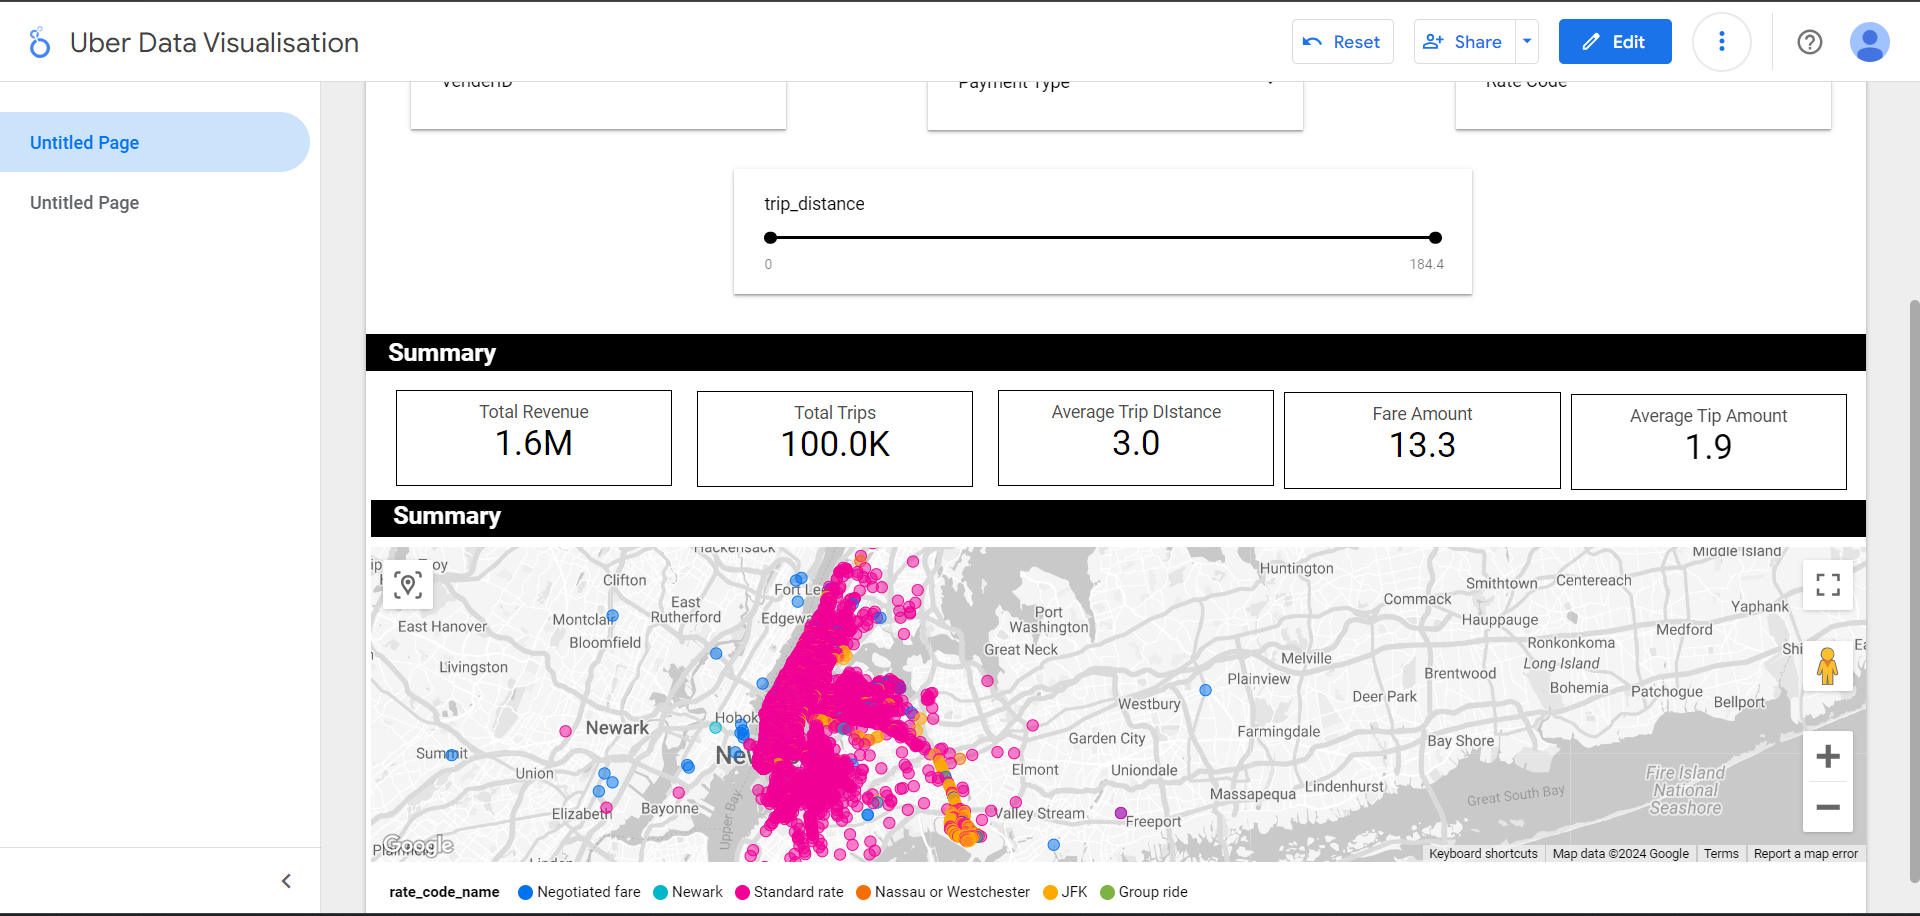 Uber Data Visualisation
Reset
Share
Edit
Untitled Page
Untitled Page
VenderID
Payment Type
Rate Code
trip_distance
0
184.4
Summary
Total Revenue
1.6M
Total Trips
100.0K
Average Trip DIstance
3.0
Fare Amount
13.3
Average Tip Amount
1.9
Summary
Hackensack
Middle Island
Huntington
Clifton
Smithtown
Centereach
Fort Lee
East
Rutherford
Commack
Yaphank
Port
Washington
Montclair
Edgewa
Hauppauge
East Hanover
Medford
Bloomfield
Ronkonkoma
Great Neck
Shi
Melville
Long Island
Livingston
Plainview
Brentwood
Bohemia
Patchogue
Deer Park
Bellport
Westbury
Hobok
Newark
Farmingdale
Garden City
Bay Shore
Summit
New
Union
Elmont
Uniondale
Fire Island
National
Seashore
Massapequa
Lindenhurst
Great South Bay
Elizabeth
Bayonne
Upper Bay
Valley Stream
Freeport
Google
Plainfield
Linden
Keyboard shortcuts
Map data ©2024 Google
Terms
Report a map error
rate_code_name
Negotiated fare
Newark
Standard rate
Nassau or Westchester
JFK
Group ride